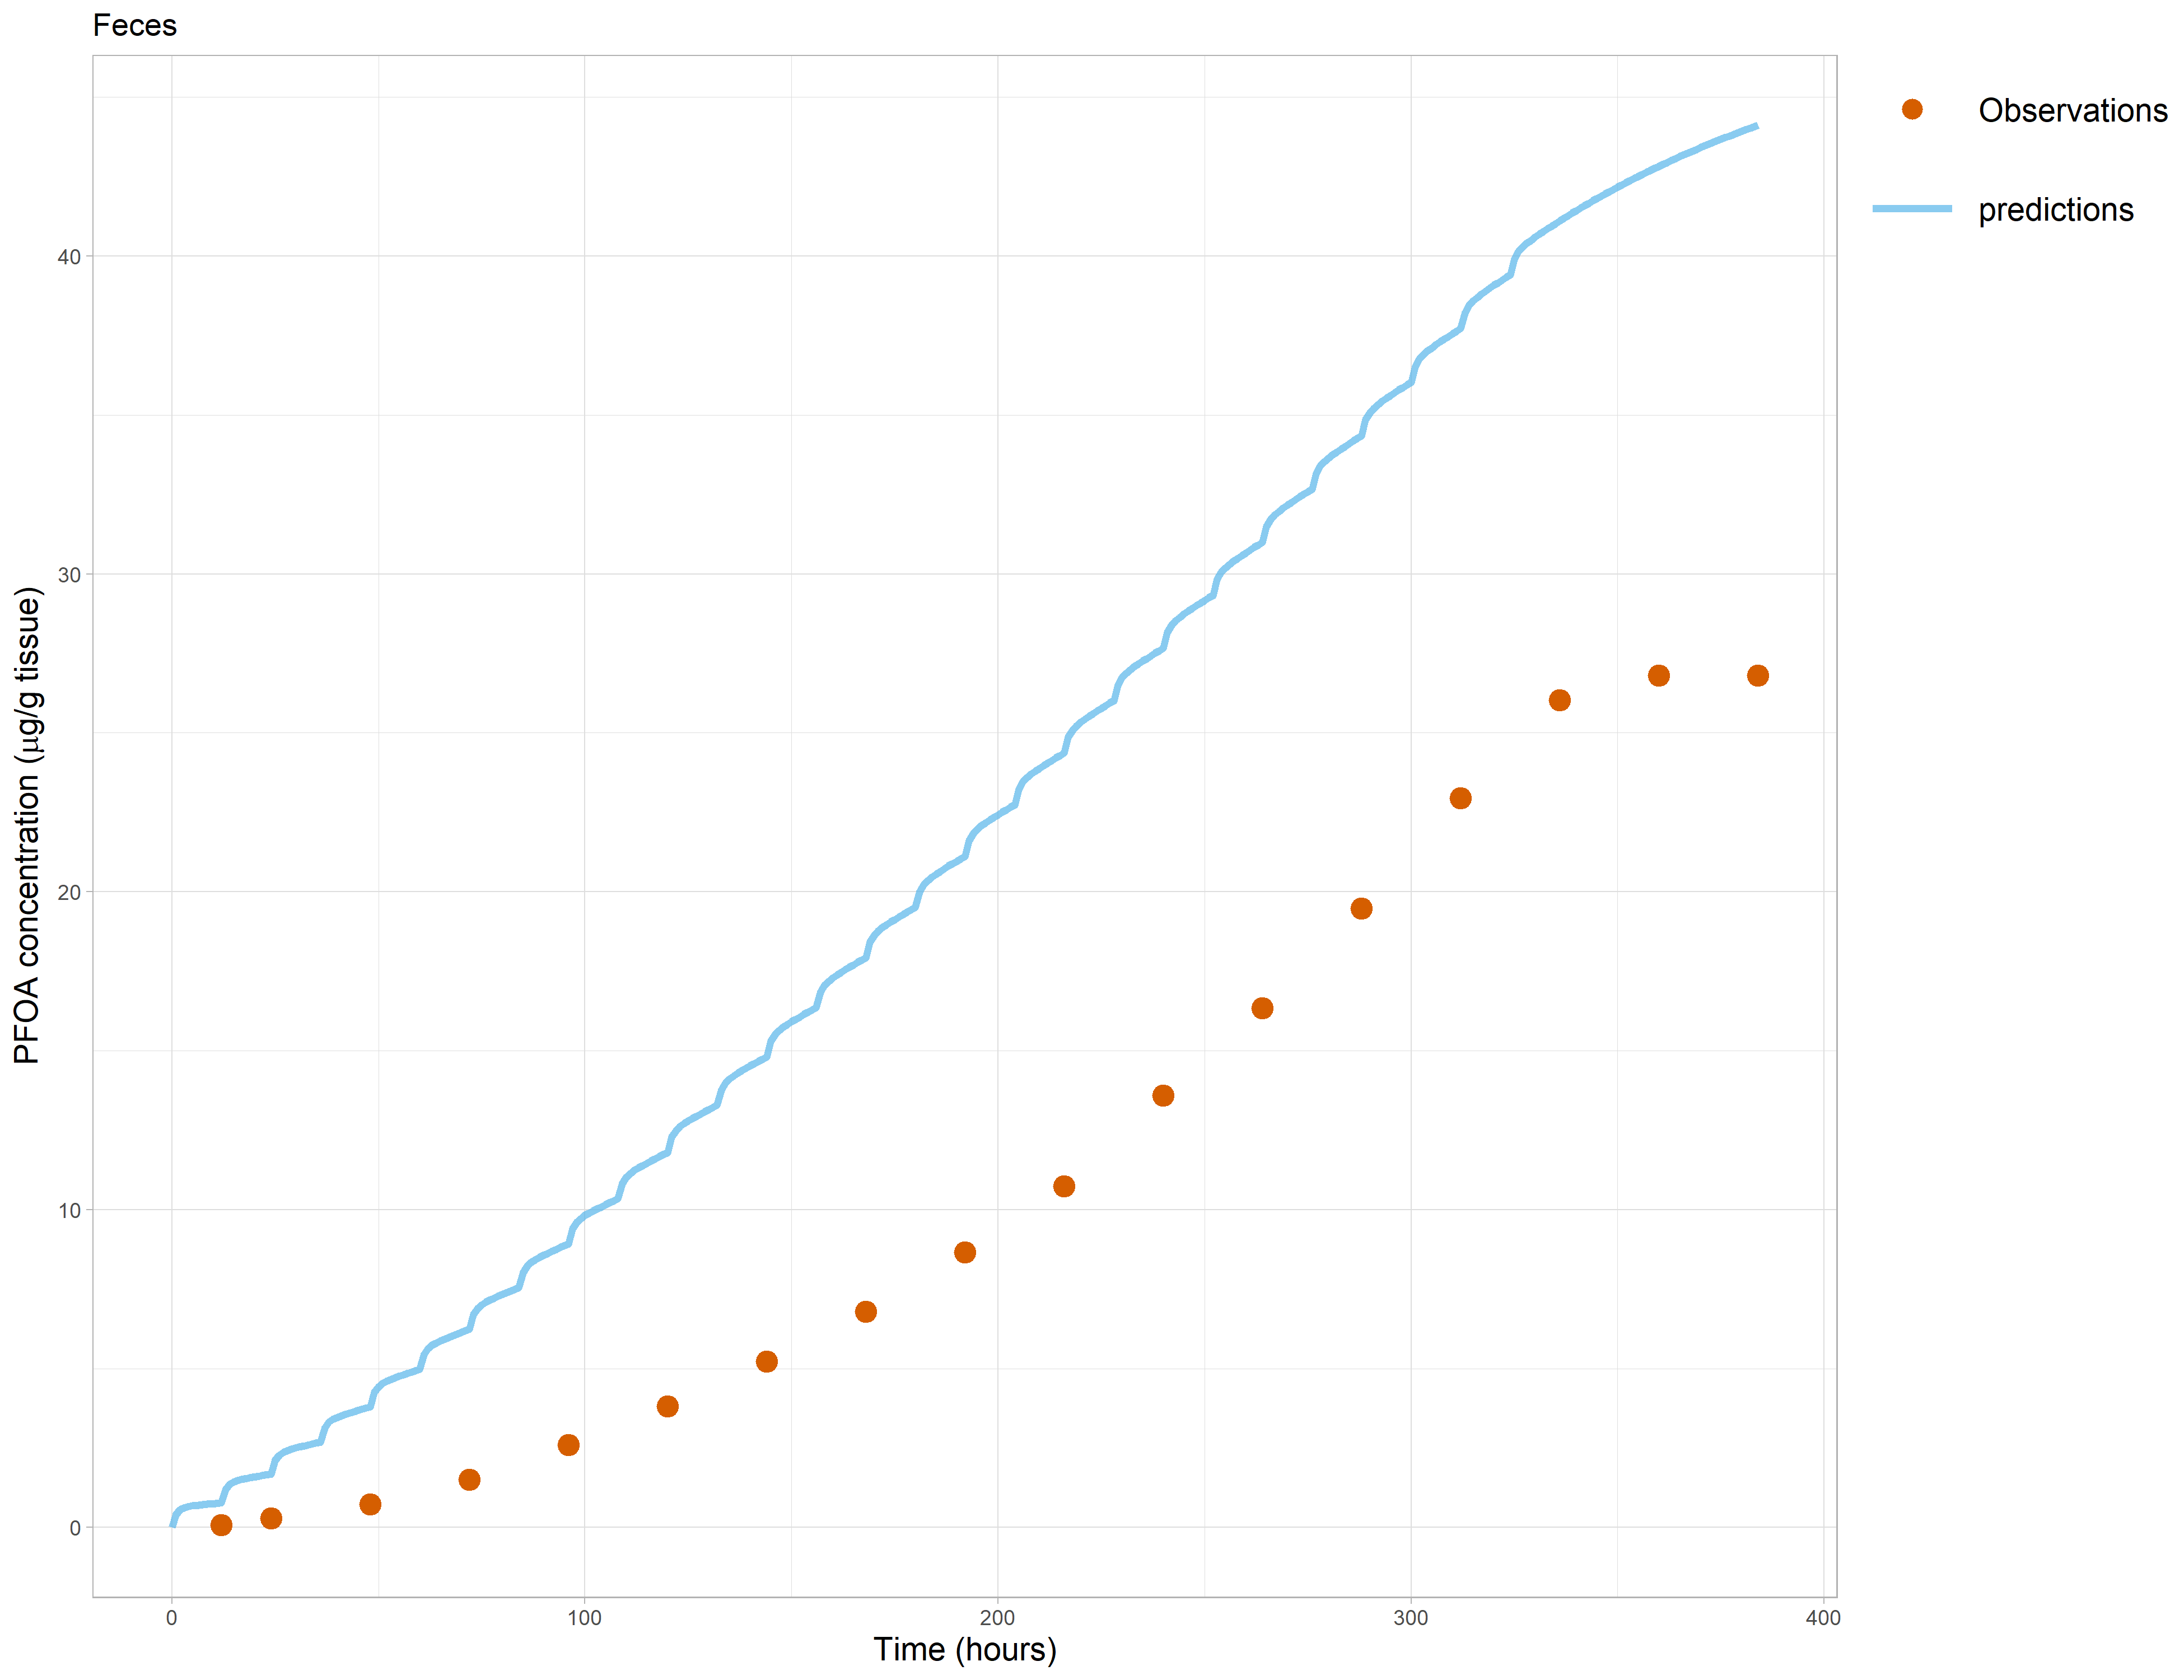 Feces
Observations
predictions
PFOA concentration (μg/g tissue)
40
30
20
10
0
0 100 200 300 400
Time (hours)